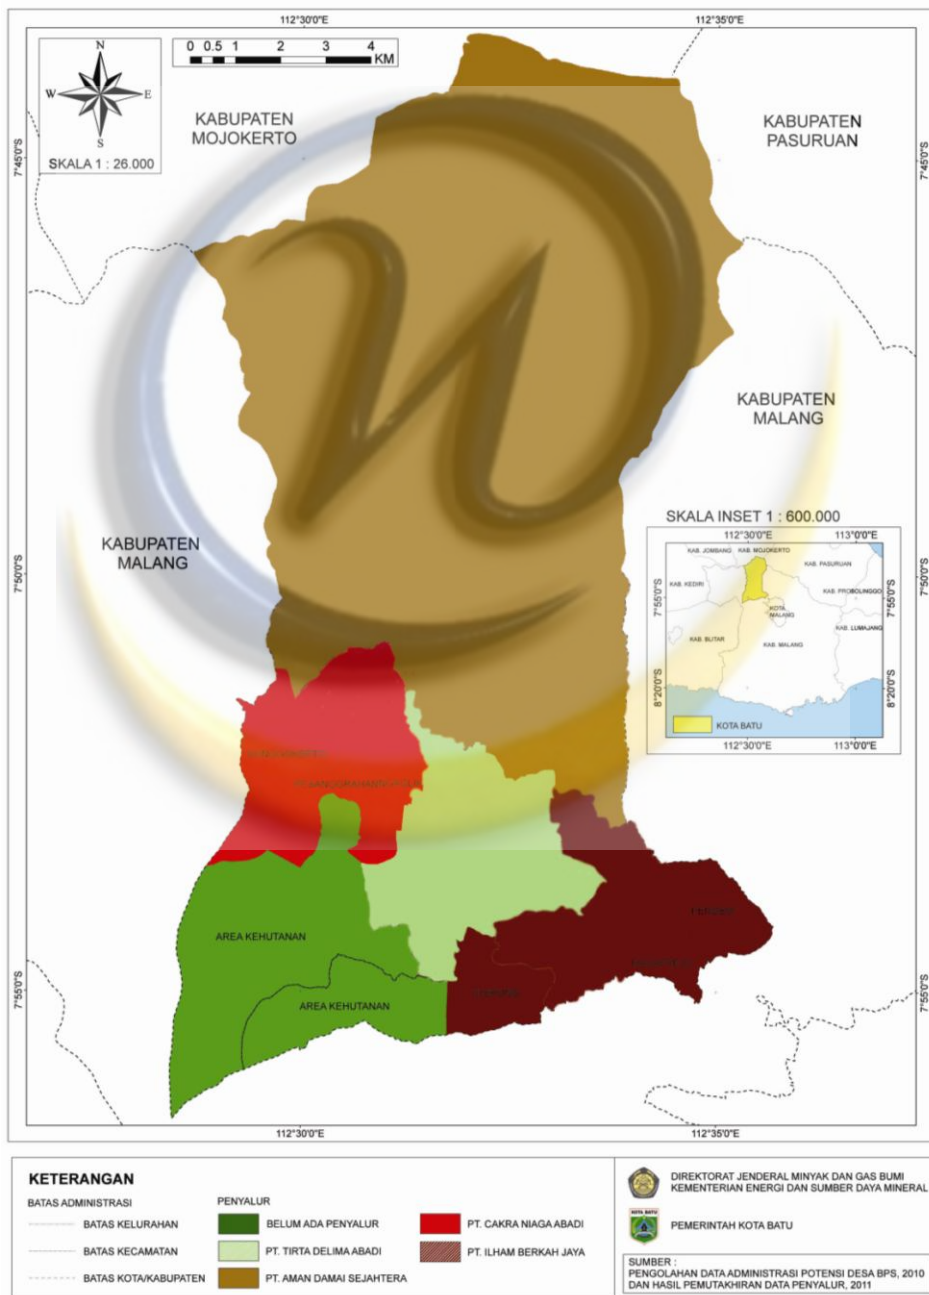 112°30'0"E
112°35'0"E
N
W
E
S
SKALA 1 : 26.000
0 0.5 1 2 3 4
KM
KABUPATEN
MOJOKERTO
KABUPATEN
PASURUAN
7°45'0"S
7°45'0"S
KABUPATEN
MALANG
KABUPATEN
MALANG
7°50'0"S
7°50'0"S
SKALA INSET 1 : 600.000
112°30'0"E
113°0'0"E
KAB. JOMBANG
KAB. MOJOKERTO
KAB. PASURUAN
KAB. KEDIRI
KAB. PROBOLINGGO
KOTA
MALANG
KAB. LUMAJANG
KAB. BLITAR
KAB. MALANG
7°55'0"S
7°55'0"S
8°20'0"S
8°20'0"S
KOTA BATU
112°30'0"E
113°0'0"E
AREA KEHUTANAN
AREA KEHUTANAN
7°55'0"S
7°55'0"S
112°30'0"E
112°35'0"E
KETERANGAN
BATAS ADMINISTRASI
BATAS KELURAHAN
BATAS KECAMATAN
BATAS KOTA/KABUPATEN
PENYALUR
BELUM ADA PENYALUR
PT. TIRTA DELIMA ABADI
PT. AMAN DAMAI SEJAHTERA
PT. CAKRA NIAGA ABADI
PT. ILHAM BERKAH JAYA
DIREKTORAT JENDERAL MINYAK DAN GAS BUMI
KEMENTERIAN ENERGI DAN SUMBER DAYA MINERAL
KOTA BATU
PEMERINTAH KOTA BATU
SUMBER :
PENGOLAHAN DATA ADMINISTRASI POTENSI DESA BPS, 2010
DAN HASIL PEMUTAKHIRAN DATA PENYALUR, 2011